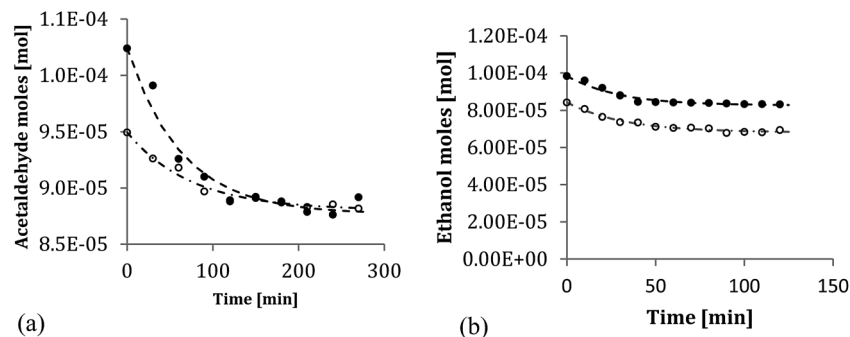 Acetaldehyde moles [mol]
1.1E-04
1.0E-04
9.5E-05
9.0E-05
8.5E-05
0 100 200 300
Time [min]
(a)
Ethanol moles [mol]
1.20E-04
1.00E-04
8.00E-05
6.00E-05
4.00E-05
2.00E-05
0.00E+00
0 50 100 150
Time [min]
(b)